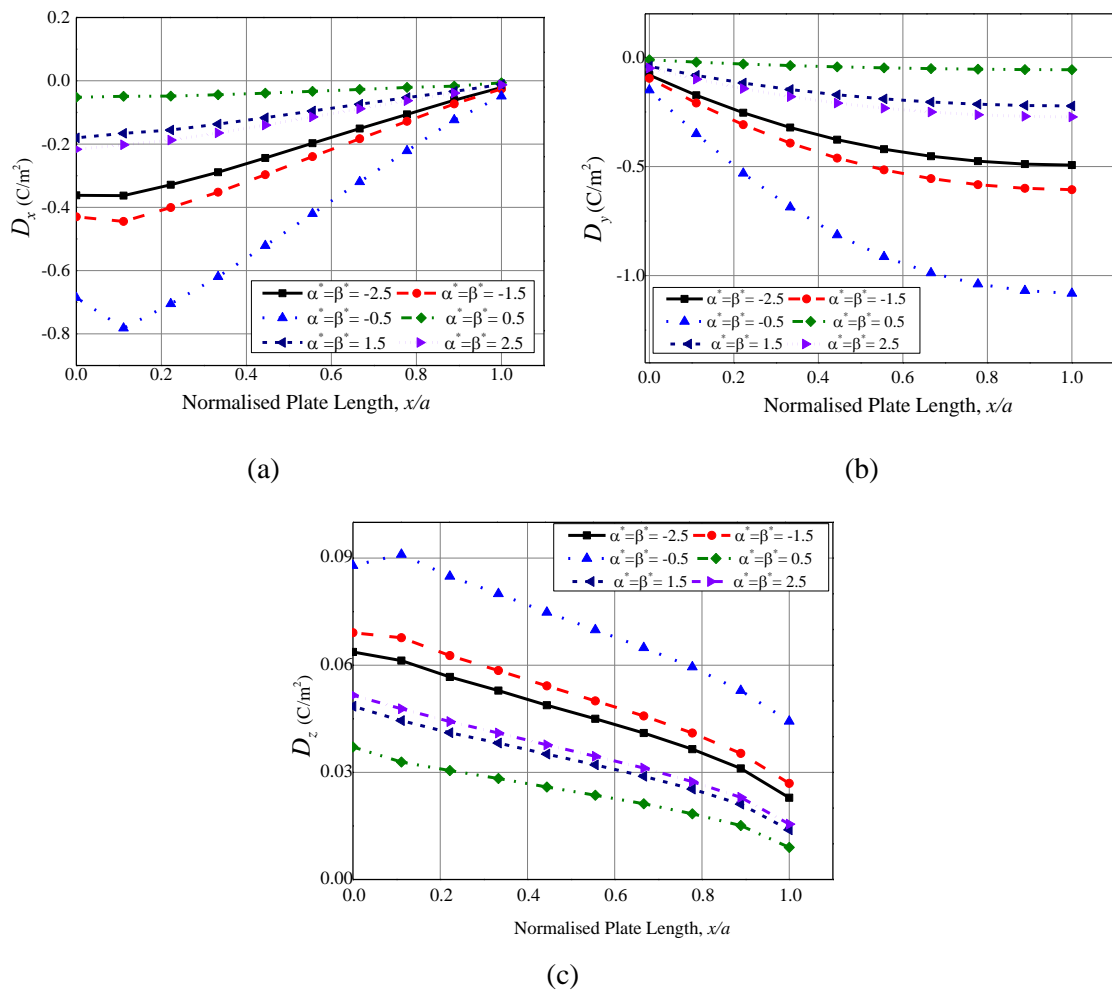 0.2
0.0
-0.2
-0.4
-0.6
-0.8
D_x (C/m²)
α*=β*= -2.5 α*=β*= -1.5
α*=β*= -0.5 α*=β*= 0.5
α*=β*= 1.5 α*=β*= 2.5
0.0 0.2 0.4 0.6 0.8 1.0
Normalised Plate Length, x/a
(a)
0.0
-0.5
-1.0
D_y (C/m²)
α*=β*= -2.5 α*=β*= -1.5
α*=β*= -0.5 α*=β*= 0.5
α*=β*= 1.5 α*=β*= 2.5
0.0 0.2 0.4 0.6 0.8 1.0
Normalised Plate Length, x/a
(b)
0.09
0.06
0.03
0.00
D_z (C/m²)
α*=β*= -2.5 α*=β*= -1.5
α*=β*= -0.5 α*=β*= 0.5
α*=β*= 1.5 α*=β*= 2.5
0.0 0.2 0.4 0.6 0.8 1.0
Normalised Plate Length, x/a
(c)